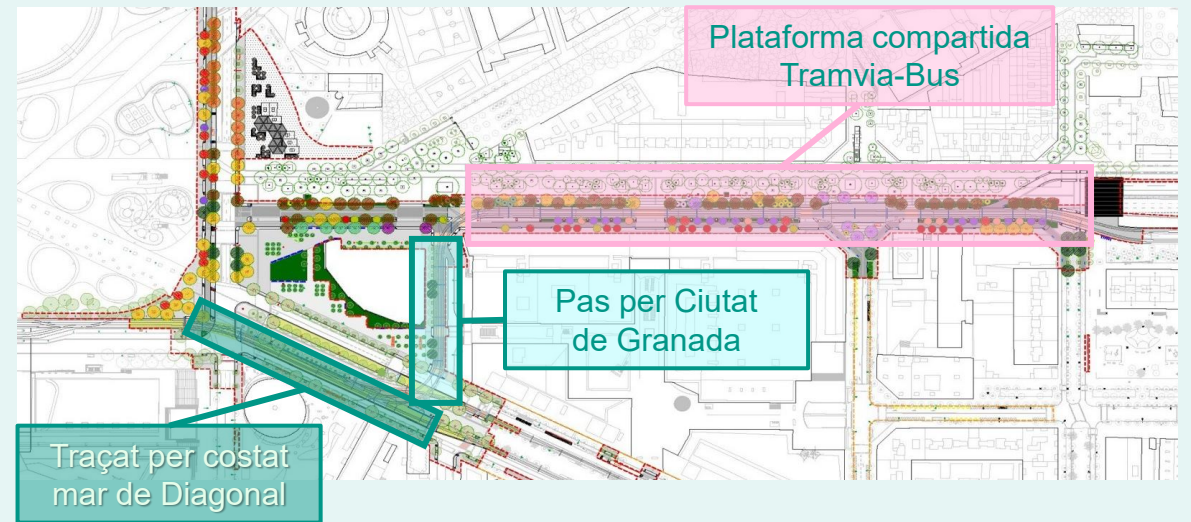 Plataforma compartida
Tramvia-Bus
Pas per Ciutat
de Granada
Traçat per costat
mar de Diagonal